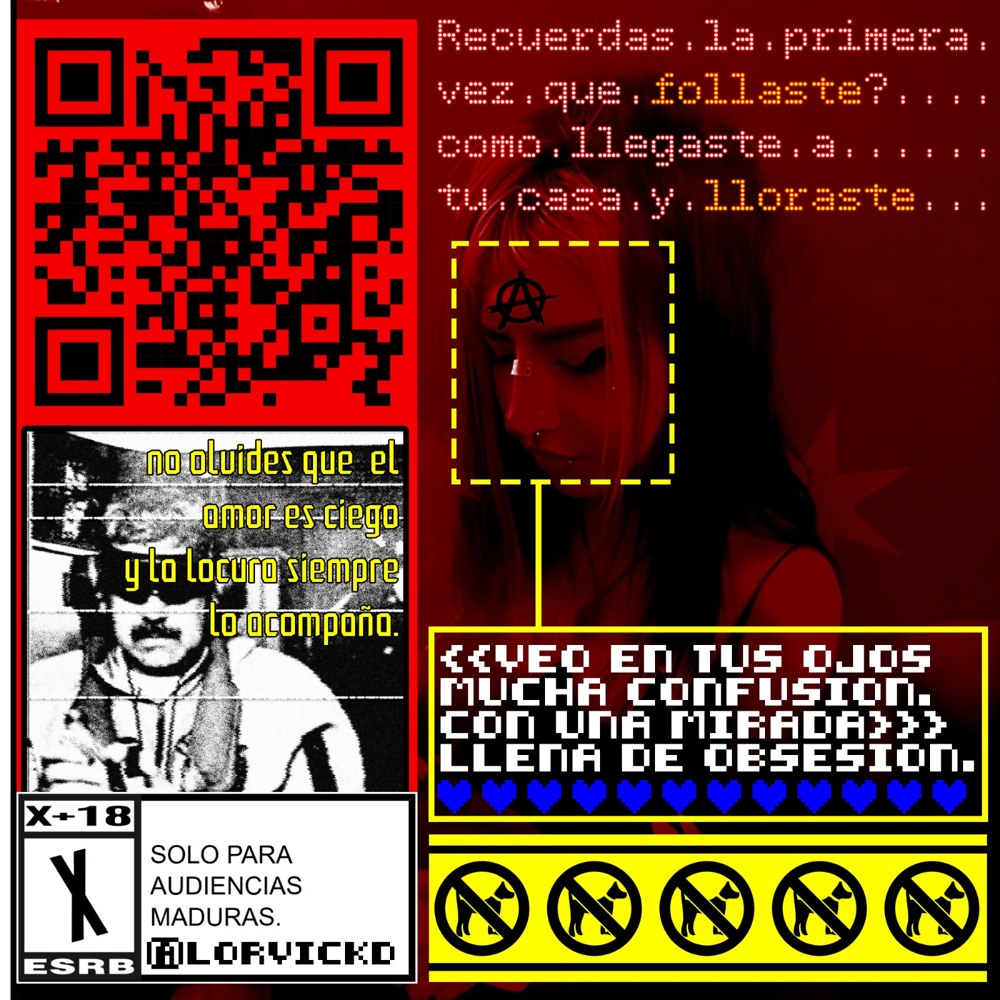 Recuerdas.la.primera.
vez.que.follaste?....
como.llegaste.a......
tu.casa.y.lloraste...
no olvides que el
amor es ciego
y la locura siempre
lo acompaña.
<<VEO EN TUS OJOS
MUCHA CONFUSION.
CON UNA MIRADA>>>
LLENA DE OBSESION.
X+18
X
ESRB
SOLO PARA
AUDIENCIAS
MADURAS.
@LORVICKD